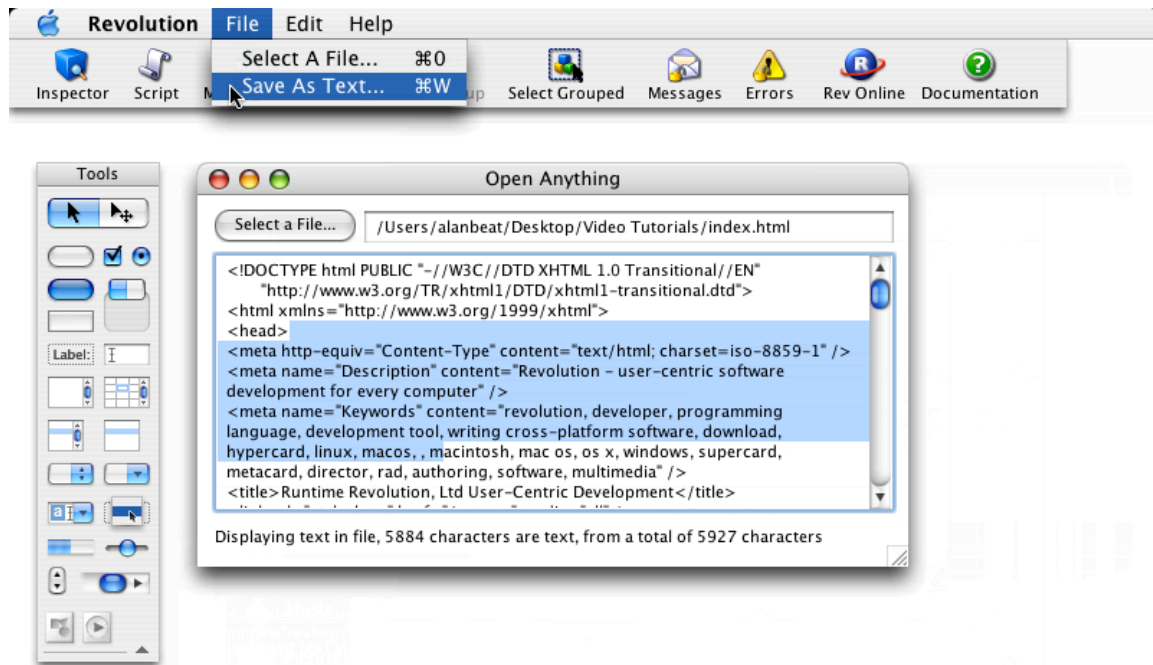 Revolution File Edit Help
Select A File... ⌘O
Save As Text... ⌘W
Inspector Script M up Select Grouped Messages Errors Rev Online Documentation
Tools
Open Anything
Select a File... /Users/alanbeat/Desktop/Video Tutorials/index.html
<!DOCTYPE html PUBLIC "-//W3C//DTD XHTML 1.0 Transitional//EN"
"http://www.w3.org/TR/xhtml1/DTD/xhtml1-transitional.dtd">
<html xmlns="http://www.w3.org/1999/xhtml">
<head>
<meta http-equiv="Content-Type" content="text/html; charset=iso-8859-1" />
<meta name="Description" content="Revolution - user-centric software
development for every computer" />
<meta name="Keywords" content="revolution, developer, programming
language, development tool, writing cross-platform software, download,
hypercard, linux, macos, , macintosh, mac os, os x, windows, supercard,
metacard, director, rad, authoring, software, multimedia" />
<title>Runtime Revolution, Ltd User-Centric Development</title>
Label:
Displaying text in file, 5884 characters are text, from a total of 5927 characters